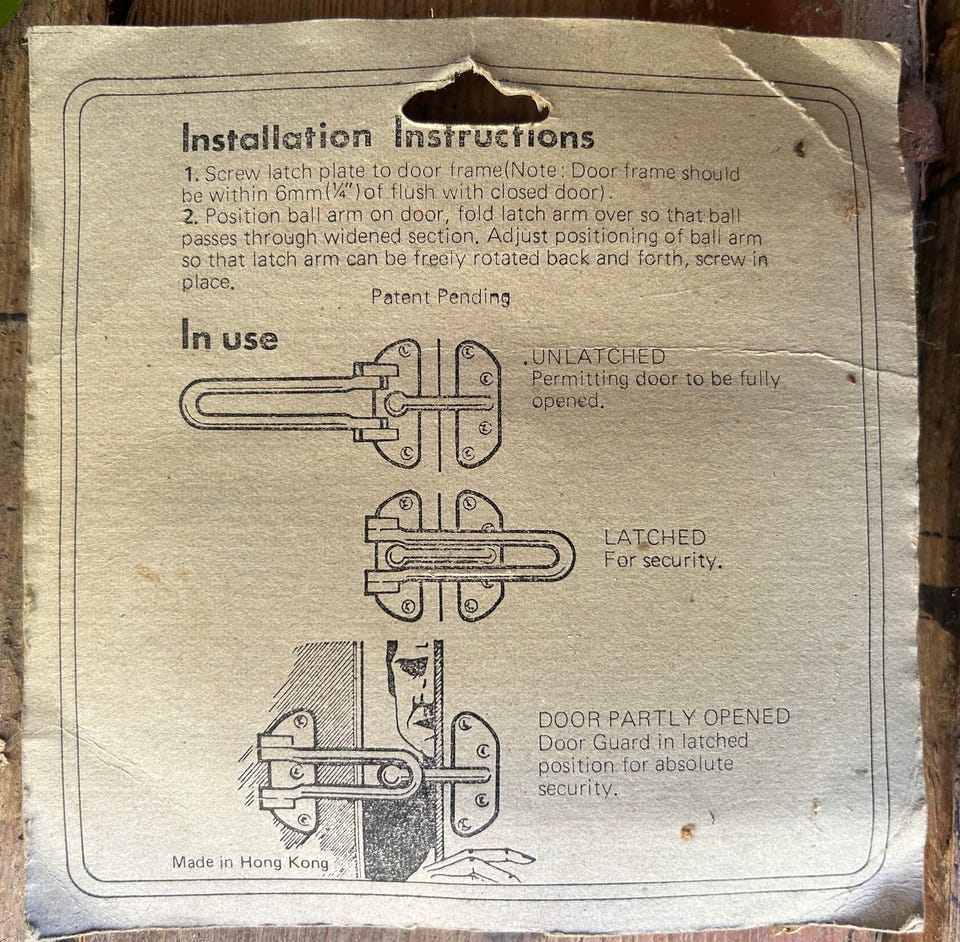 Installation Instructions
1. Screw latch plate to door frame(Note: Door frame should
be within 6mm(¼")of flush with closed door).
2. Position ball arm on door, fold latch arm over so that ball
passes through widened section. Adjust positioning of ball arm
so that latch arm can be freely rotated back and forth, screw in
place.
Patent Pending
In use
.UNLATCHED
Permitting door to be fully
opened.
LATCHED
For security.
DOOR PARTLY OPENED
Door Guard in latched
position for absolute
security.
Made in Hong Kong